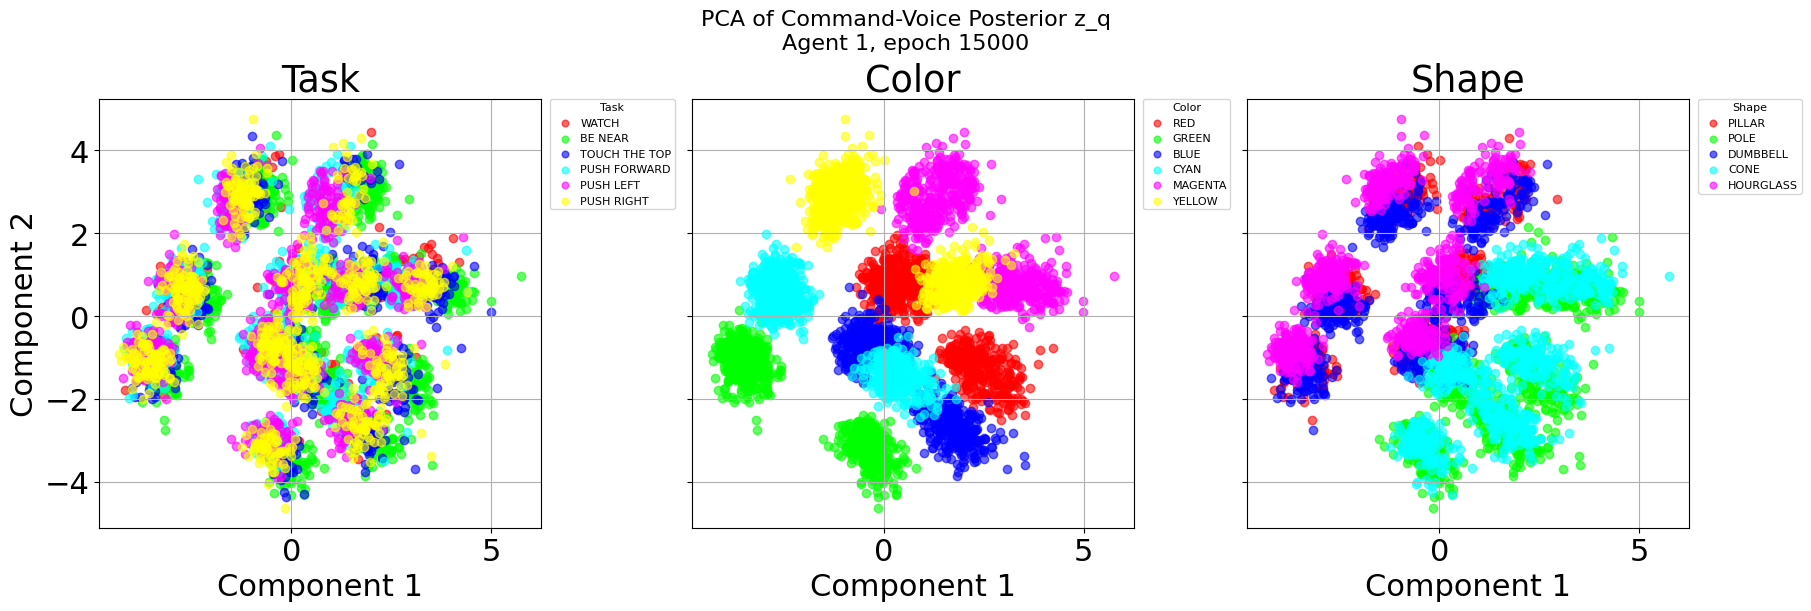 PCA of Command-Voice Posterior z_q
Agent 1, epoch 15000
Task
Component 2
4
2
0
−2
−4
0
5
Component 1
Task
WATCH
BE NEAR
TOUCH THE TOP
PUSH FORWARD
PUSH LEFT
PUSH RIGHT
Color
0
5
Component 1
Color
RED
GREEN
BLUE
CYAN
MAGENTA
YELLOW
Shape
0
5
Component 1
Shape
PILLAR
POLE
DUMBBELL
CONE
HOURGLASS